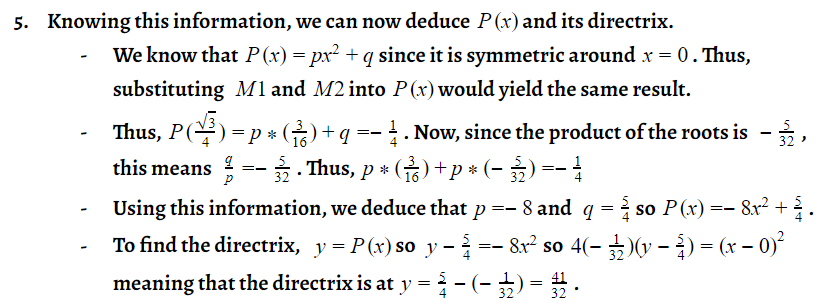 5. Knowing this information, we can now deduce P(x) and its directrix.
- We know that P(x) = px² + q since it is symmetric around x = 0. Thus,
substituting M1 and M2 into P(x) would yield the same result.
- Thus, P(√3/4) = p * (3/16) + q =− 1/4. Now, since the product of the roots is − 5/32,
this means q/p =− 5/32. Thus, p * (3/16) + p * (− 5/32) =− 1/4
- Using this information, we deduce that p =− 8 and q = 5/4 so P(x) =− 8x² + 5/4.
- To find the directrix, y = P(x) so y − 5/4 =− 8x² so 4(− 1/32)(y − 5/4) = (x − 0)²
meaning that the directrix is at y = 5/4 − (− 1/32) = 41/32.